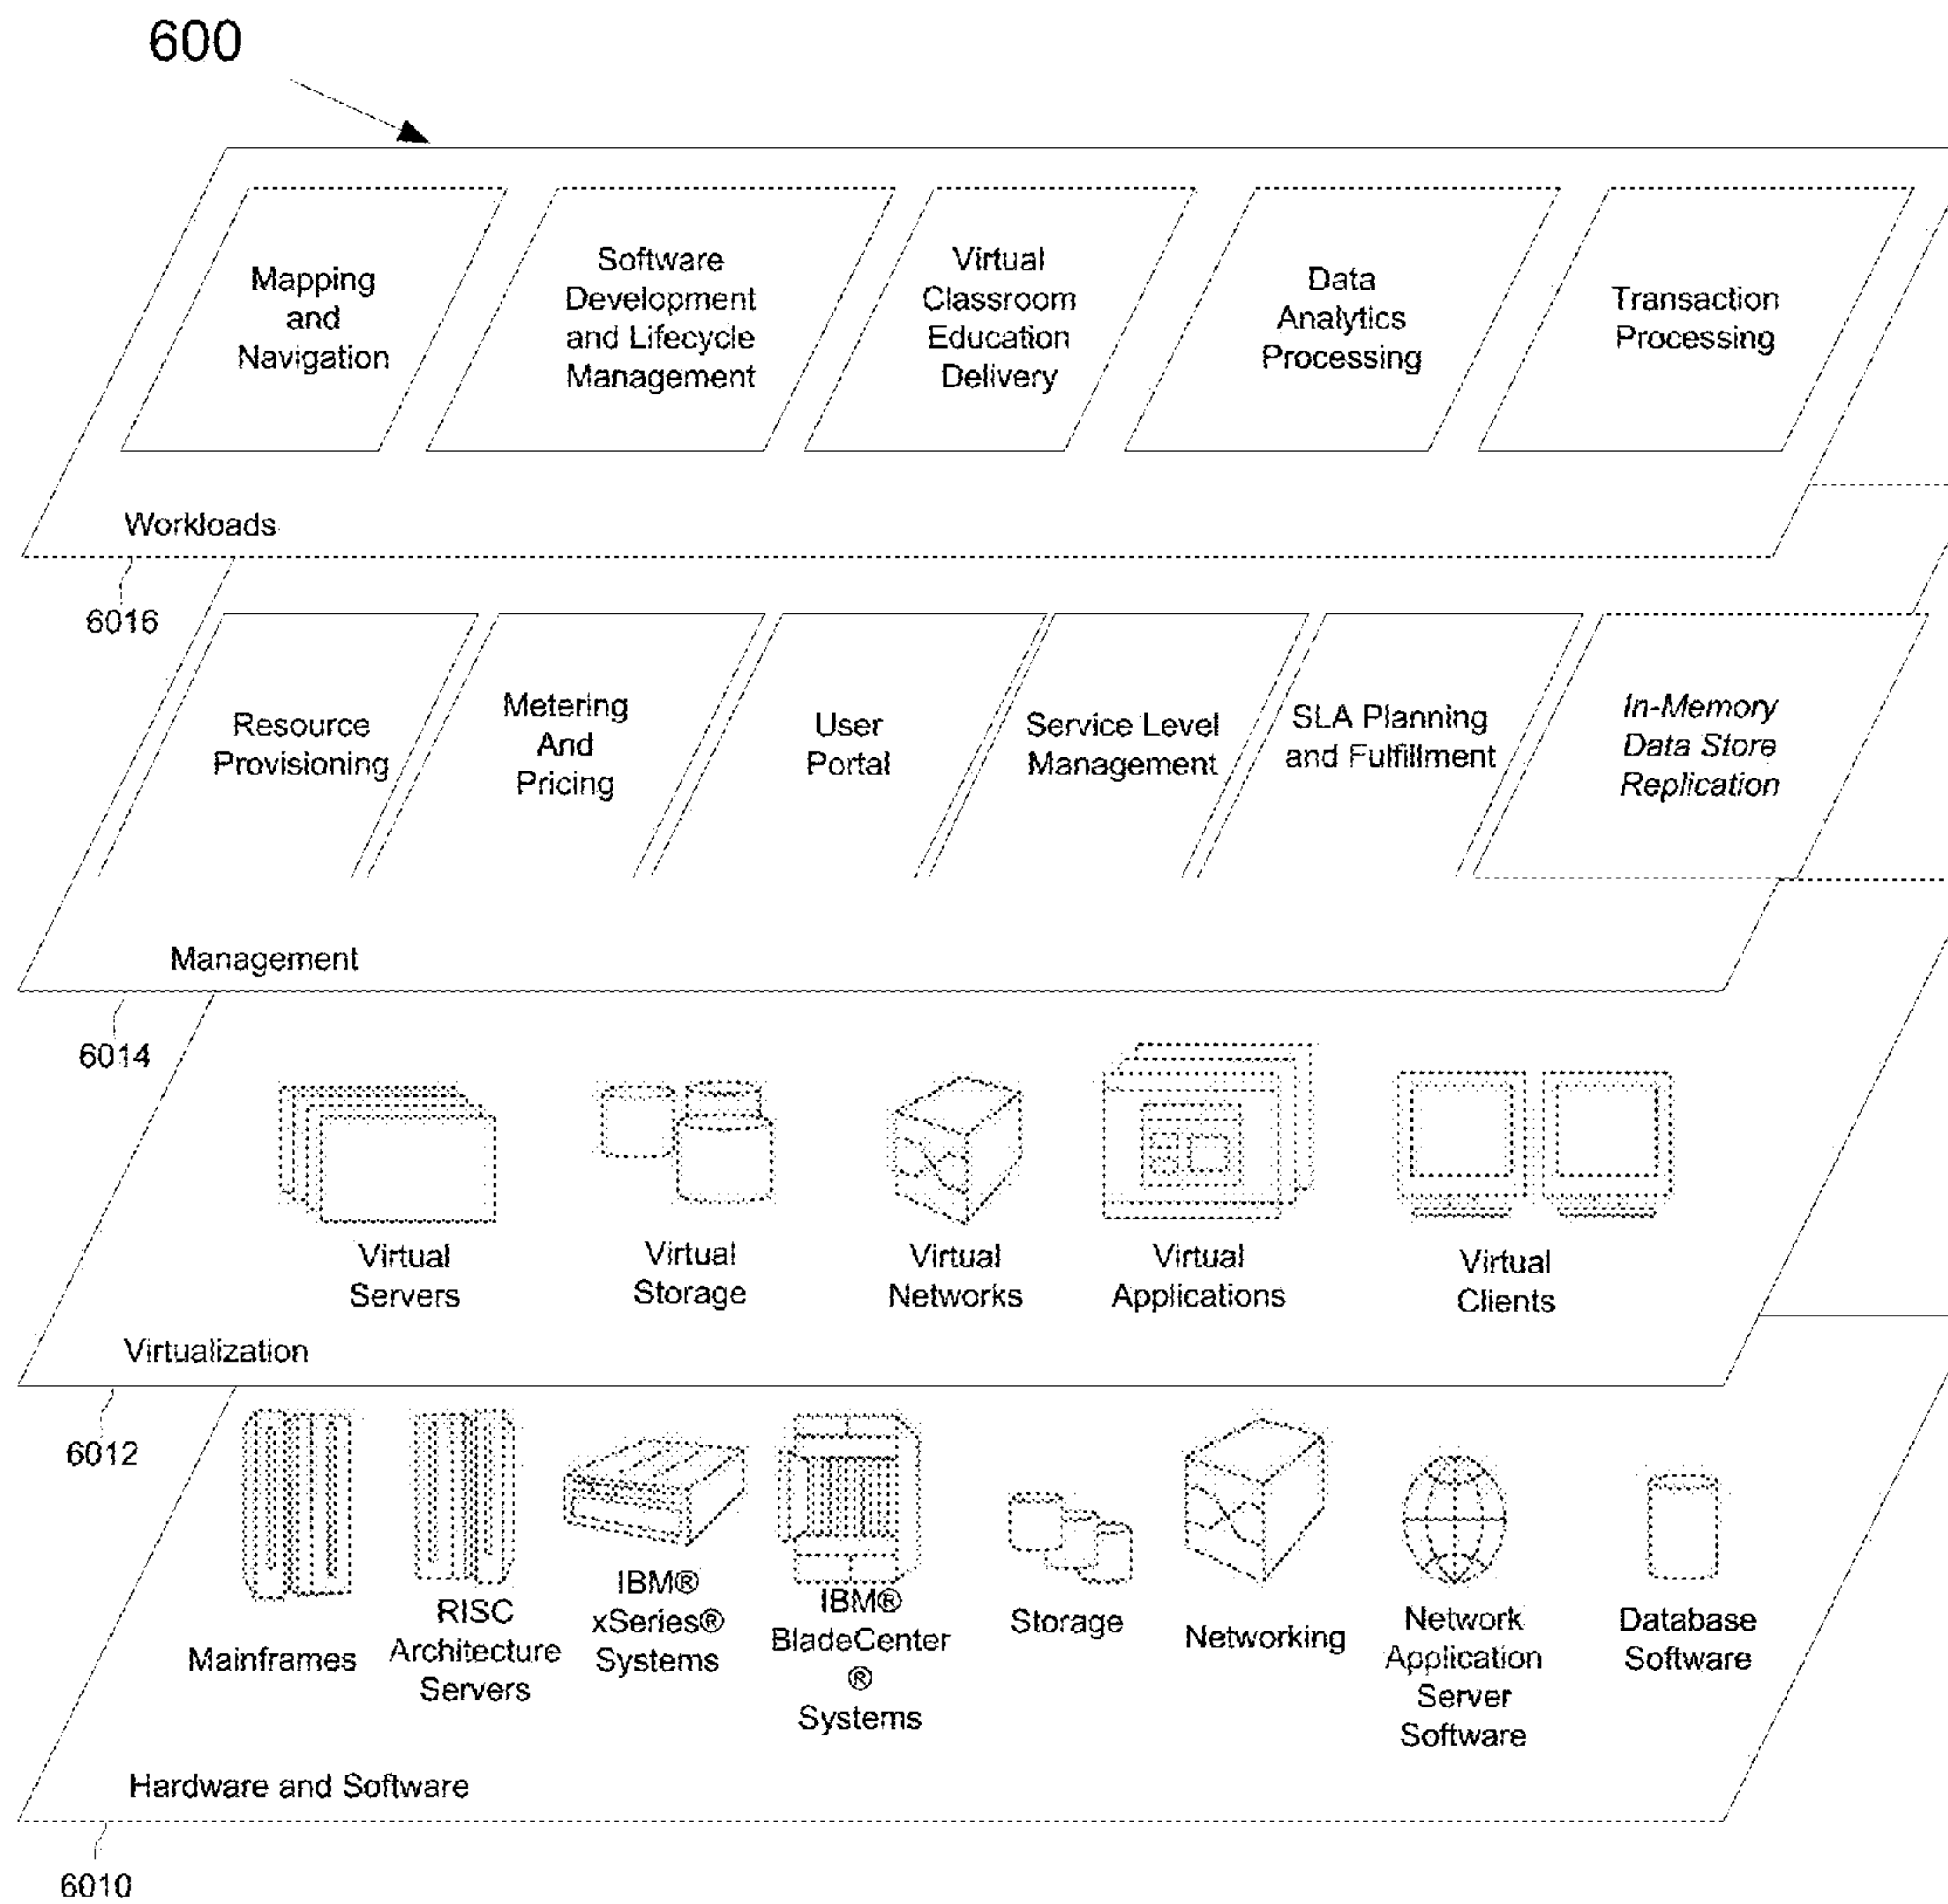 600
Mapping
and
Navigation
Software
Development
and Lifecycle
Management
Virtual
Classroom
Education
Delivery
Data
Analytics
Processing
Transaction
Processing
Workloads
6016
Resource
Provisioning
Metering
And
Pricing
User
Portal
Service Level
Management
SLA Planning
and Fulfillment
In-Memory
Data Store
Replication
Management
6014
Virtual
Servers
Virtual
Storage
Virtual
Networks
Virtual
Applications
Virtual
Clients
Virtualization
6012
Mainframes
RISC
Architecture
Servers
IBM®
xSeries®
Systems
IBM®
BladeCenter
®
Systems
Storage
Networking
Network
Application
Server
Software
Database
Software
Hardware and Software
6010